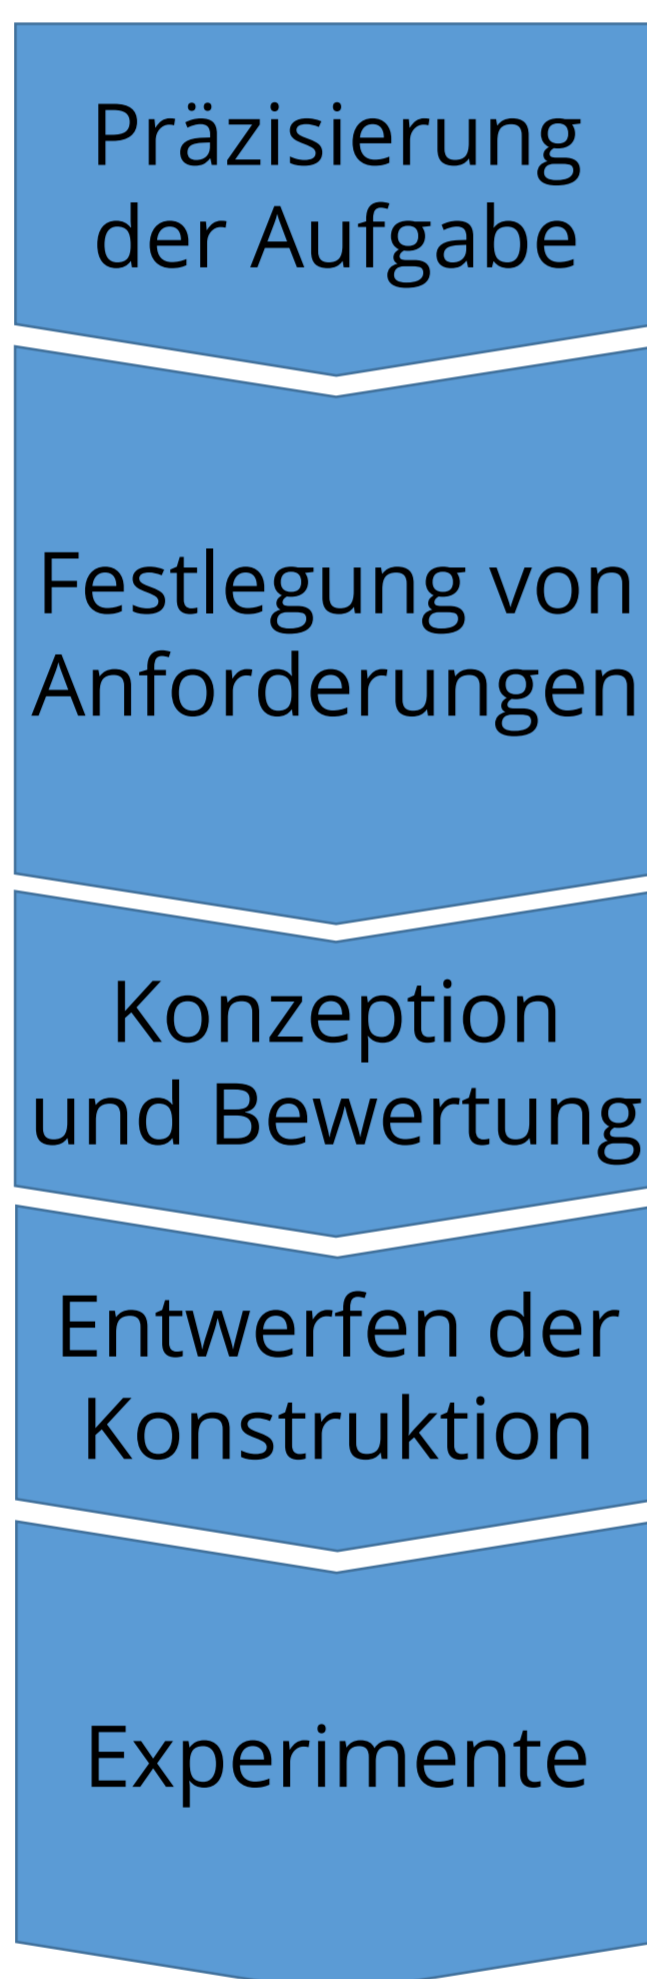 Präzisierung
der Aufgabe
Festlegung von
Anforderungen
Konzeption
und Bewertung
Entwerfen der
Konstruktion
Experimente